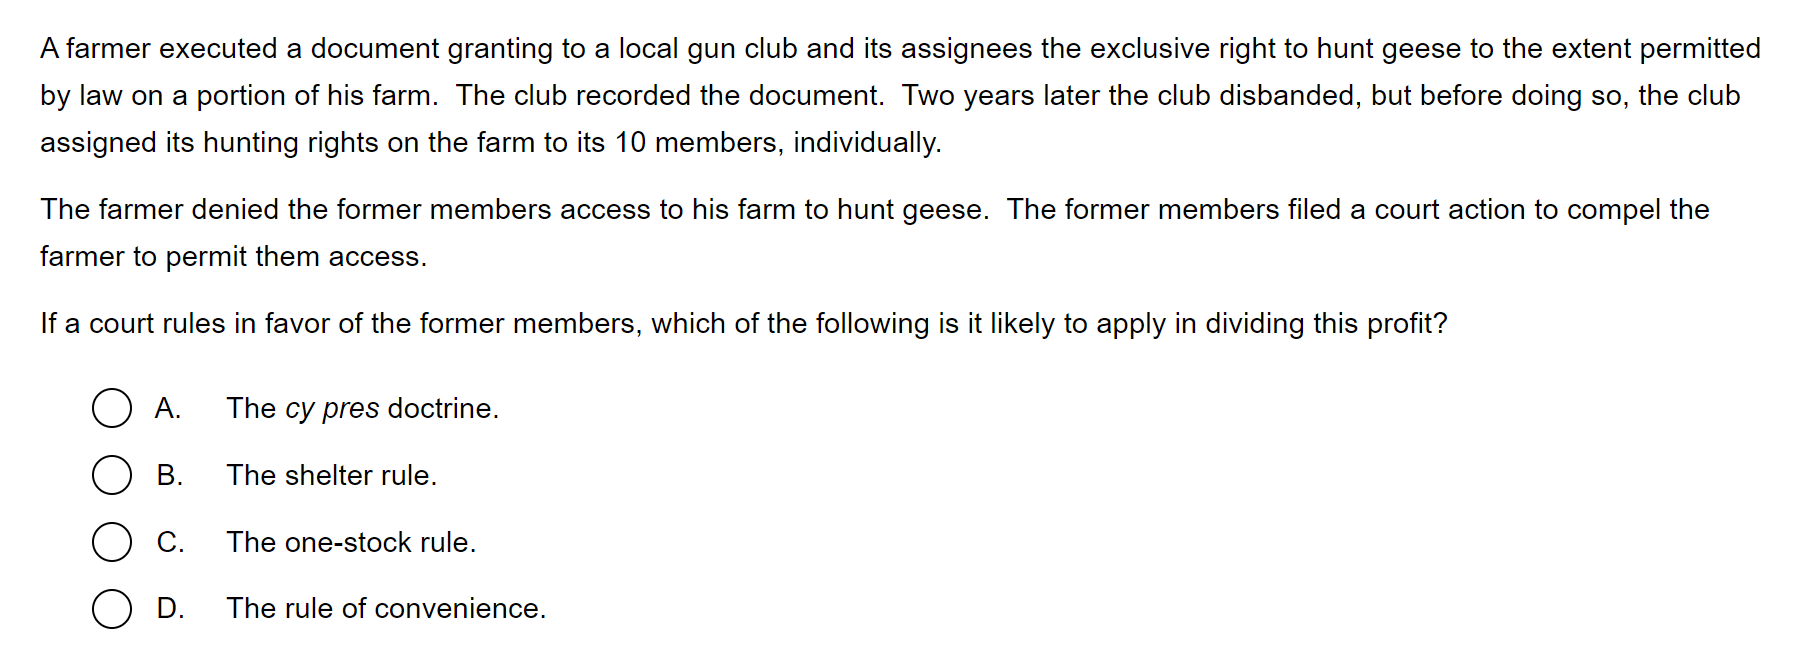 A farmer executed a document granting to a local gun club and its assignees the exclusive right to hunt geese to the extent permitted
by law on a portion of his farm.  The club recorded the document.  Two years later the club disbanded, but before doing so, the club
assigned its hunting rights on the farm to its 10 members, individually.
The farmer denied the former members access to his farm to hunt geese.  The former members filed a court action to compel the
farmer to permit them access.
If a court rules in favor of the former members, which of the following is it likely to apply in dividing this profit?
A. The cy pres doctrine.
B. The shelter rule.
C. The one-stock rule.
D. The rule of convenience.